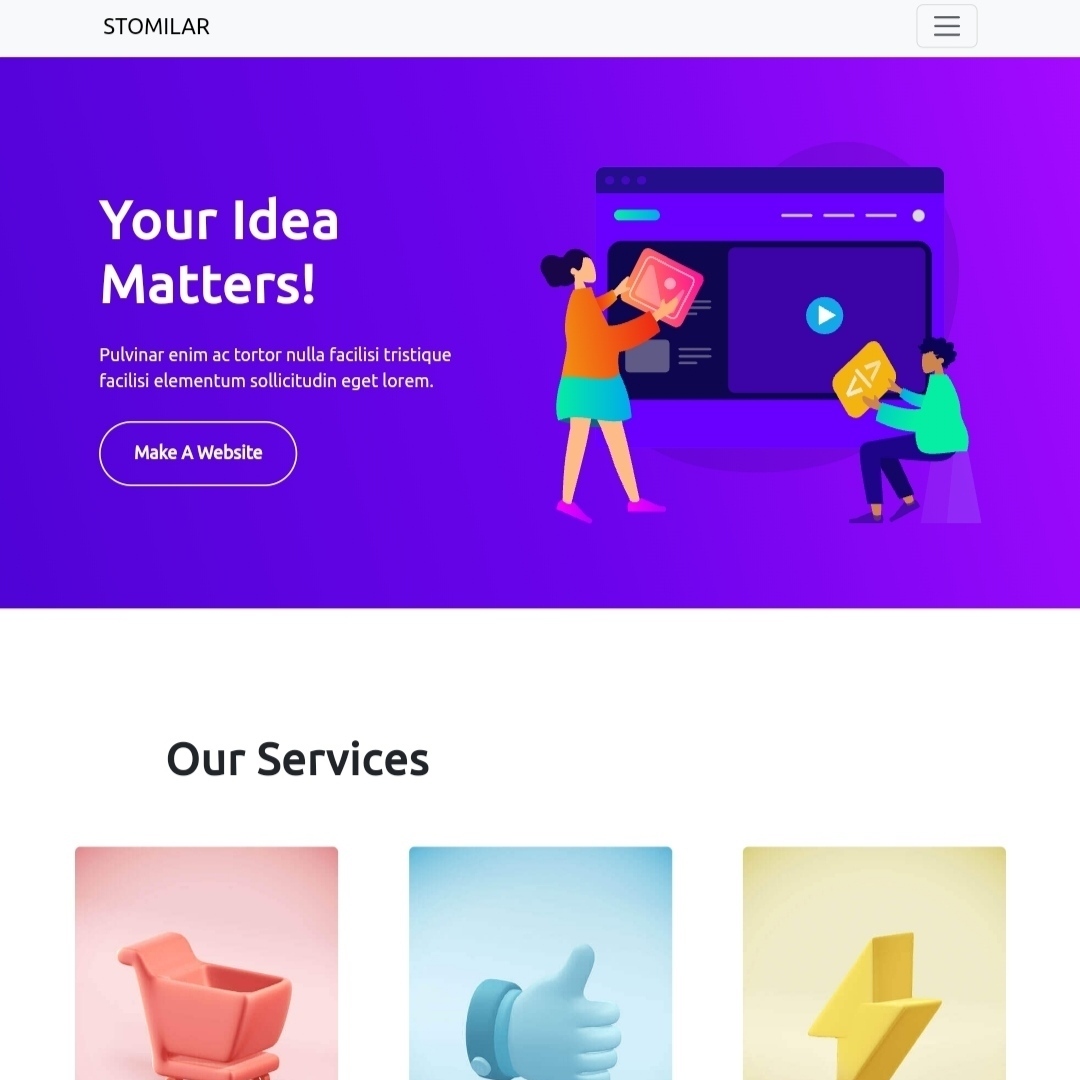 STOMILAR
Your Idea
Matters!
Pulvinar enim ac tortor nulla facilisi tristique
facilisi elementum sollicitudin eget lorem.
Make A Website
</>
Our Services